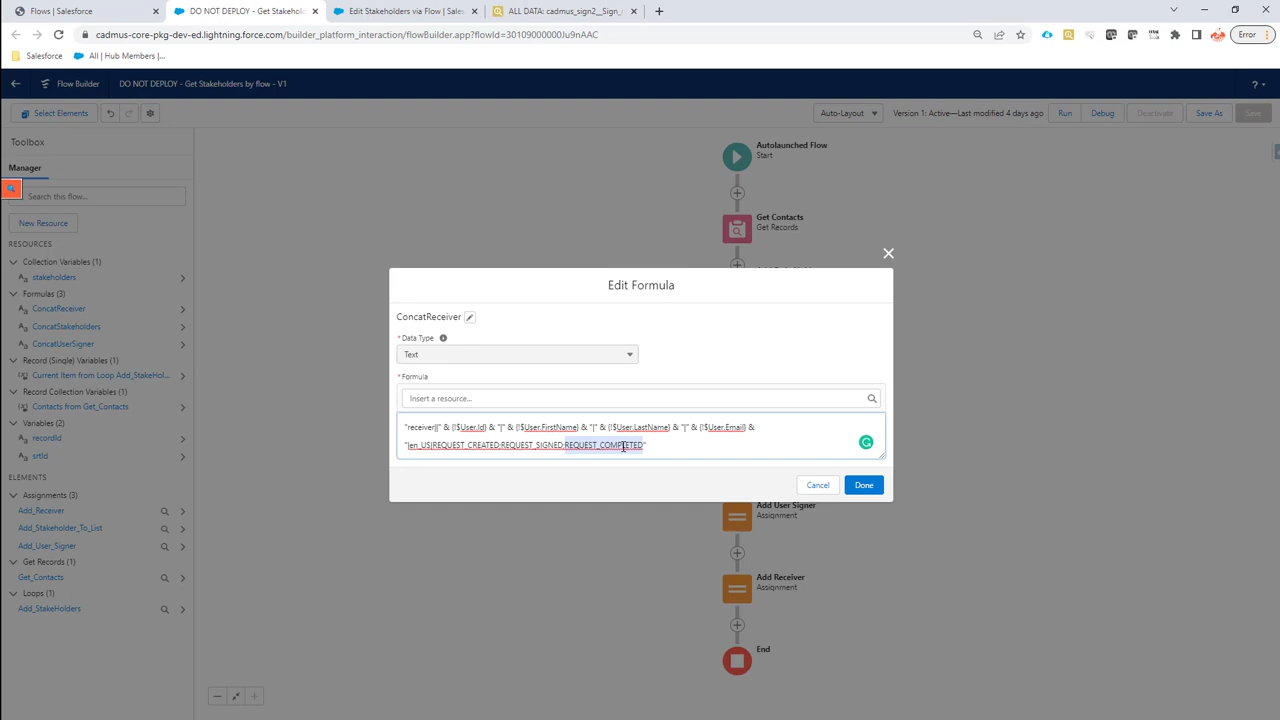 Flows | Salesforce
DO NOT DEPLOY - Get Stakehol
Edit Stakeholders via Flow | Sales
ALL DATA: cadmus_sign2__Sign_
cadmus-core-pkg-dev-ed.lightning.force.com/builder_platform_interaction/flowBuilder.app?flowId=30109000000Ju9nAAC
Error
Salesforce
All | Hub Members |...
Flow Builder
DO NOT DEPLOY - Get Stakeholders by flow - V1
?
Select Elements
Auto-Layout
Version 1: Active—Last modified 4 days ago
Run
Debug
Deactivate
Save As
Save
Toolbox
Manager
Search this flow...
New Resource
RESOURCES
Collection Variables (1)
stakeholders
Formulas (3)
ConcatReceiver
ConcatStakeholders
ConcatUserSigner
Record (Single) Variables (1)
Current Item from Loop Add_StakeHol...
Record Collection Variables (1)
Contacts from Get_Contacts
Variables (2)
recordId
srtId
ELEMENTS
Assignments (3)
Add_Receiver
Add_Stakeholder_To_List
Add_User_Signer
Get Records (1)
Get_Contacts
Loops (1)
Add_StakeHolders
Autolaunched Flow
Start
Get Contacts
Get Records
Edit Formula
ConcatReceiver
*Data Type
Text
*Formula
Insert a resource...
"receiver||" & {!$User.Id} & "|" & {!$User.FirstName} & "|" & {!$User.LastName} & "|" & {!$User.Email} &
"|en_US|REQUEST_CREATED;REQUEST_SIGNED;REQUEST_COMPLETED"
Cancel
Done
Add User Signer
Assignment
Add Receiver
Assignment
End